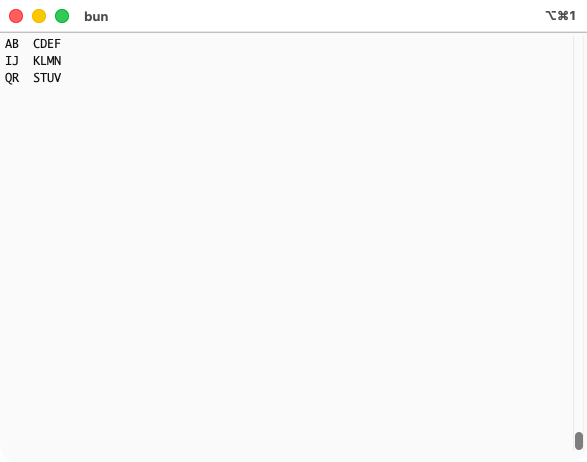 bun ⌥⌘1
AB  CDEF
IJ  KLMN
QR  STUV